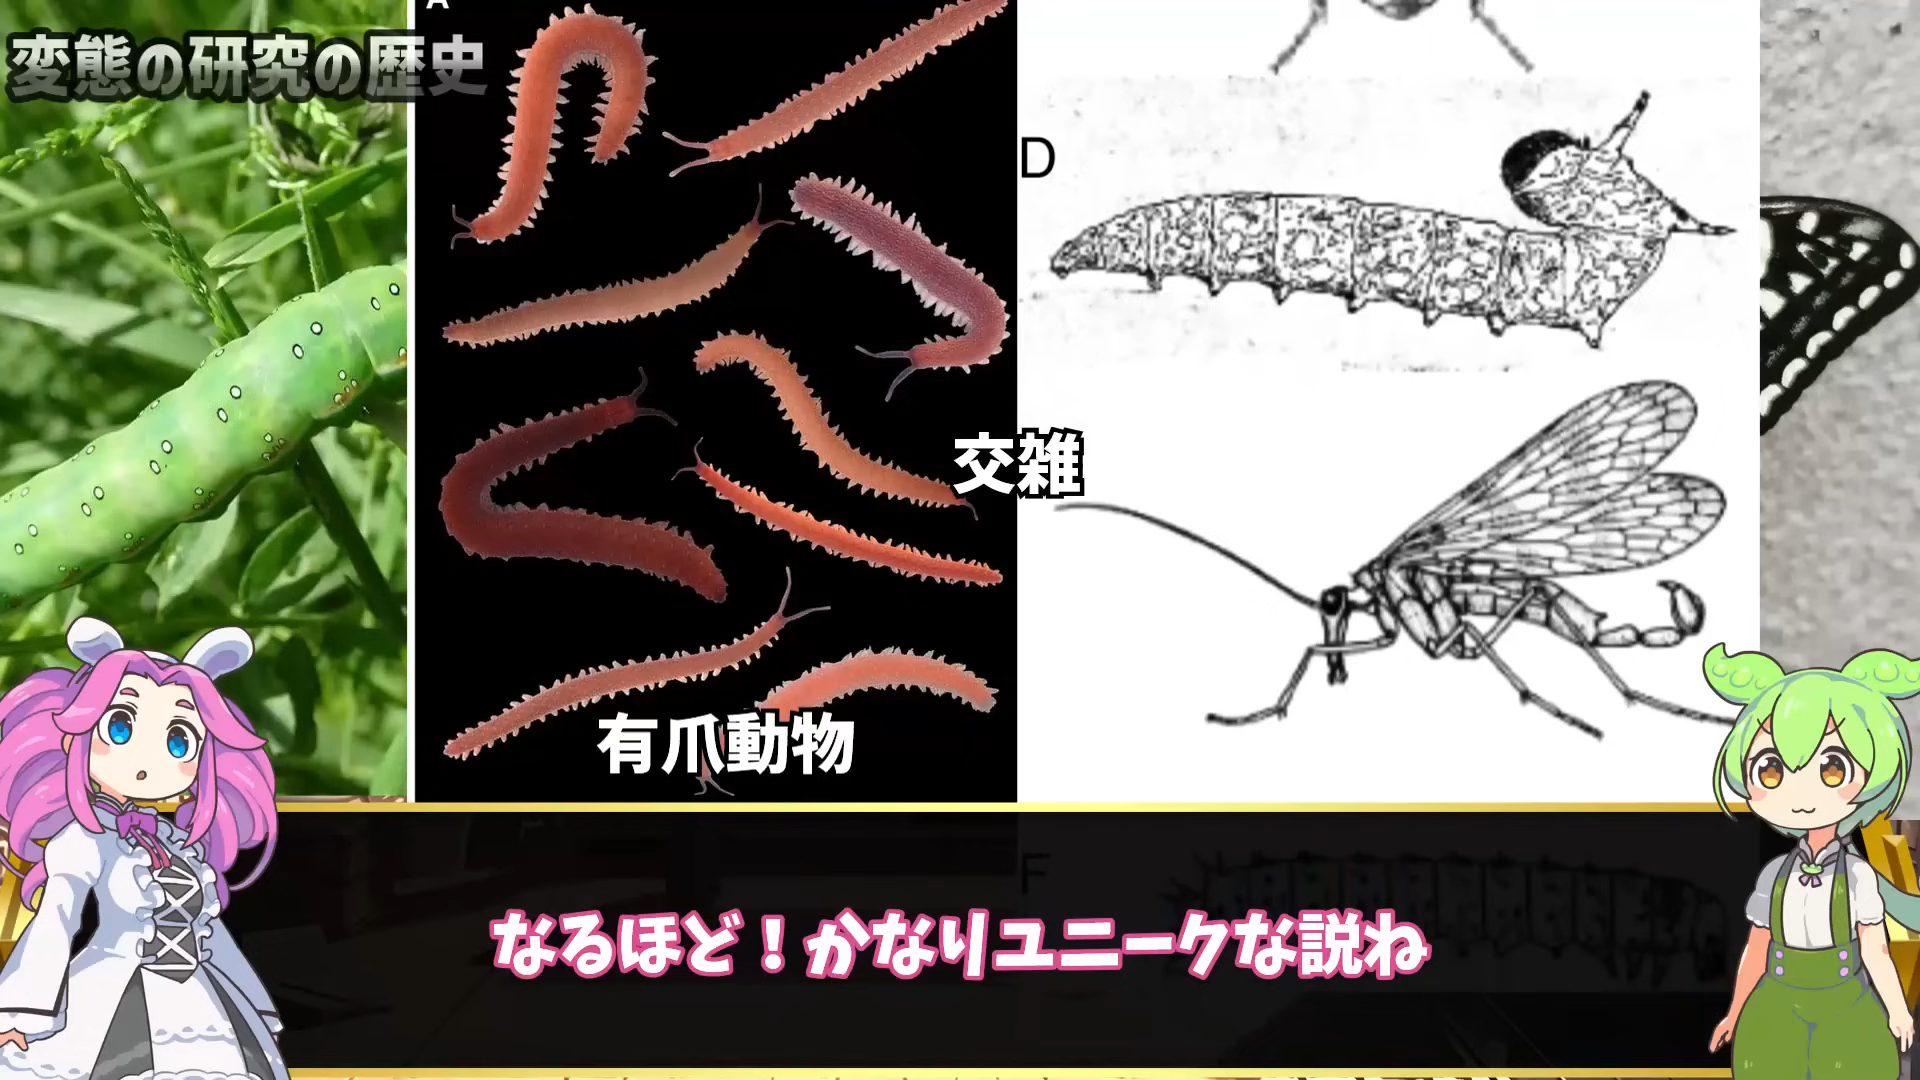 A
変態の研究の歴史
D
交雑
有爪動物
F
なるほど！かなりユニークな説ね